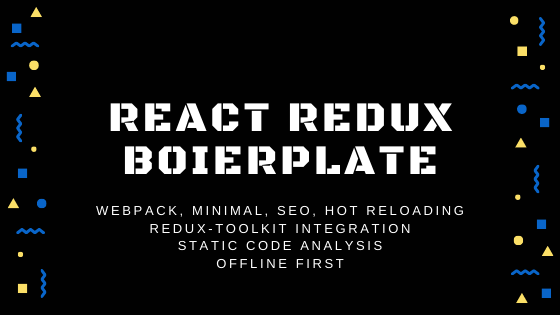 REACT REDUX
BOIERPLATE
WEBPACK, MINIMAL, SEO, HOT RELOADING
REDUX-TOOLKIT INTEGRATION
STATIC CODE ANALYSIS
OFFLINE FIRST